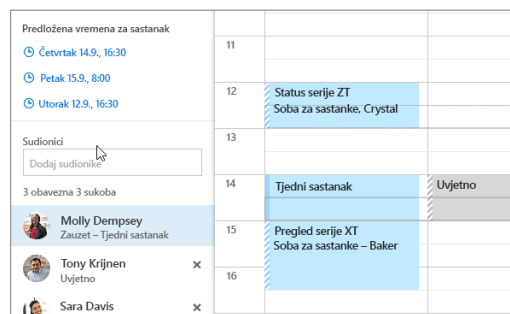 Predložena vremena za sastanak
Četvrtak 14.9., 16:30
Petak 15.9., 8:00
Utorak 12.9., 16:30
Sudionici
Dodaj sudionike
3 obavezna 3 sukoba
Molly Dempsey
Zauzet – Tjedni sastanak
Tony Krijnen
Uvjetno
Sara Davis
11
12
Status serije ZT
Soba za sastanke, Crystal
13
14
Tjedni sastanak
Uvjetno
15
Pregled serije XT
Soba za sastanke – Baker
16